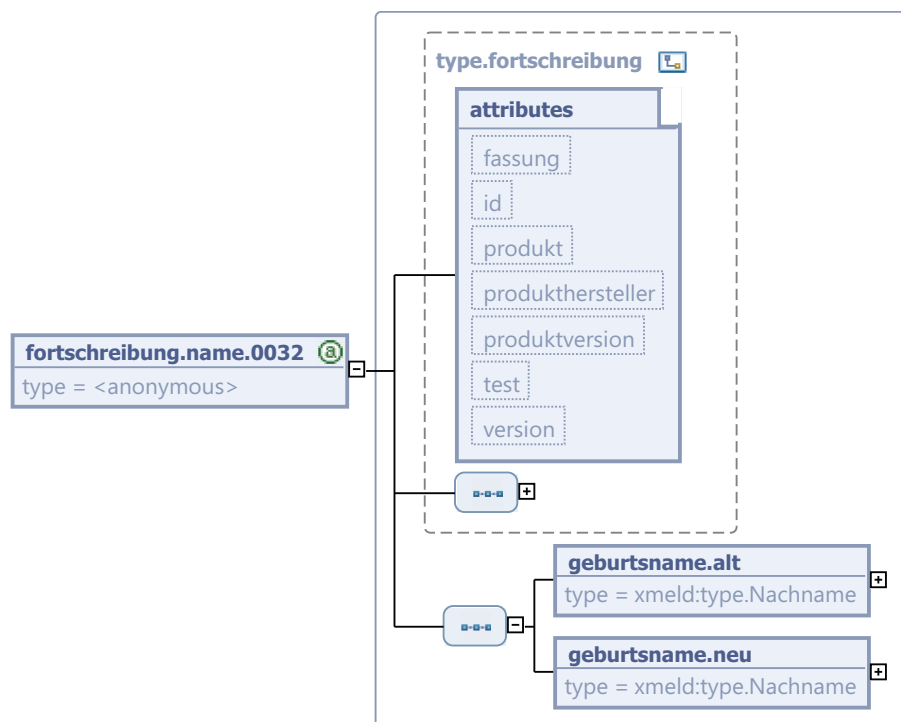 type.fortschreibung
attributes
fassung
id
produkt
produkthersteller
produktversion
test
version
fortschreibung.name.0032 a
type = <anonymous>
geburtsname.alt
type = xmeld:type.Nachname
geburtsname.neu
type = xmeld:type.Nachname